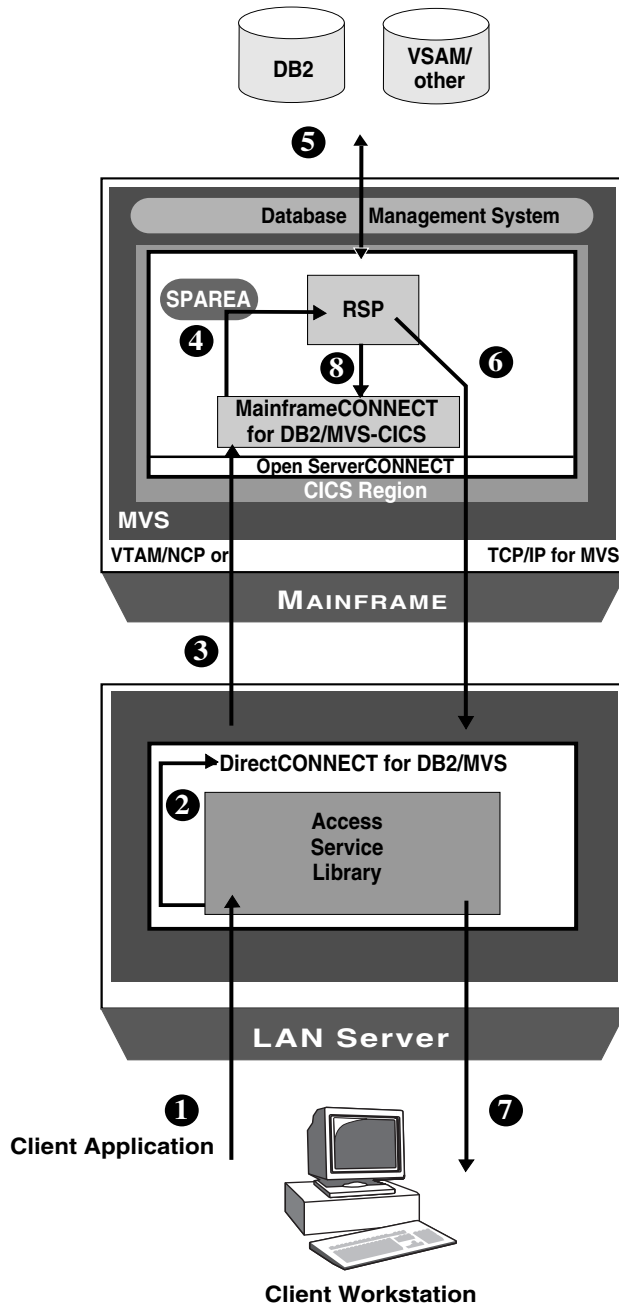 DB2
VSAM/
other
5
Database Management System
SPAREA
RSP
4
8
6
MainframeCONNECT
for DB2/MVS-CICS
Open ServerCONNECT
CICS Region
MVS
VTAM/NCP or
TCP/IP for MVS
MAINFRAME
3
DirectCONNECT for DB2/MVS
2
Access
Service
Library
LAN Server
1
7
Client Application
Client Workstation